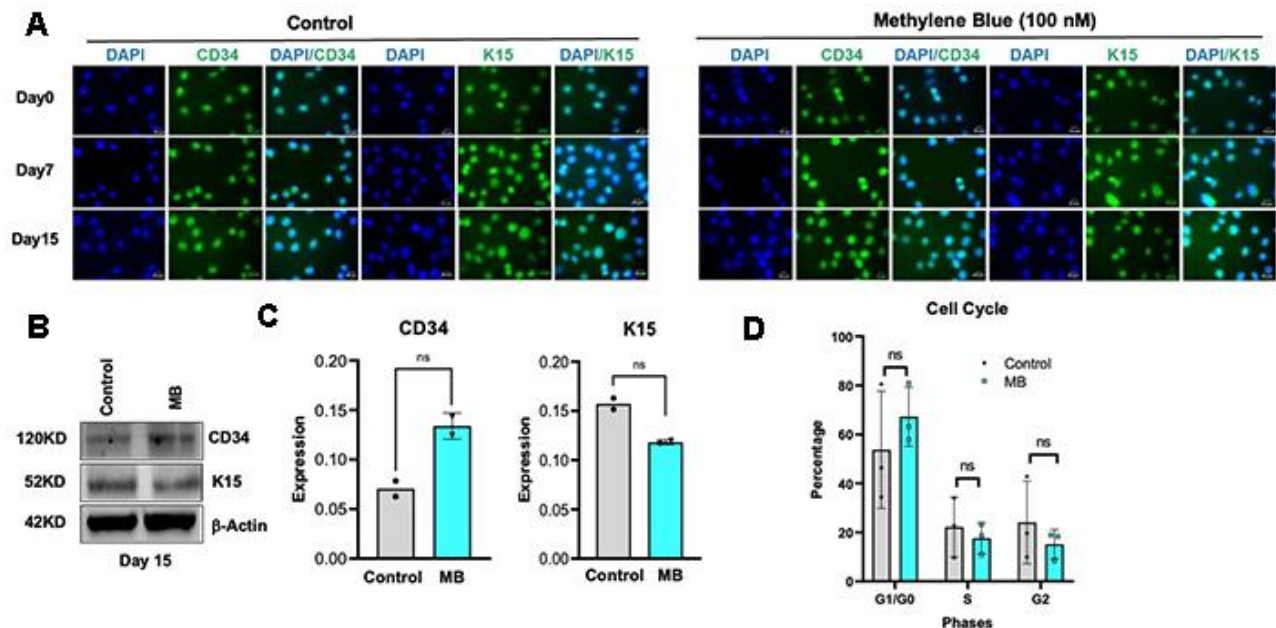 A
Control
DAPI CD34 DAPI/CD34 DAPI K15 DAPI/K15
Day0
Day7
Day15
Methylene Blue (100 nM)
DAPI CD34 DAPI/CD34 DAPI K15 DAPI/K15
B
Control
MB
120KD
CD34
52KD
K15
42KD
β-Actin
Day 15
C
CD34
ns
0.20
0.15
0.10
0.05
0.00
Expression
Control MB
K15
ns
0.20
0.15
0.10
0.05
0.00
Expression
Control MB
D
Cell Cycle
Control
MB
ns
ns
ns
100
80
60
40
20
0
Percentage
G1/G0 S G2
Phases